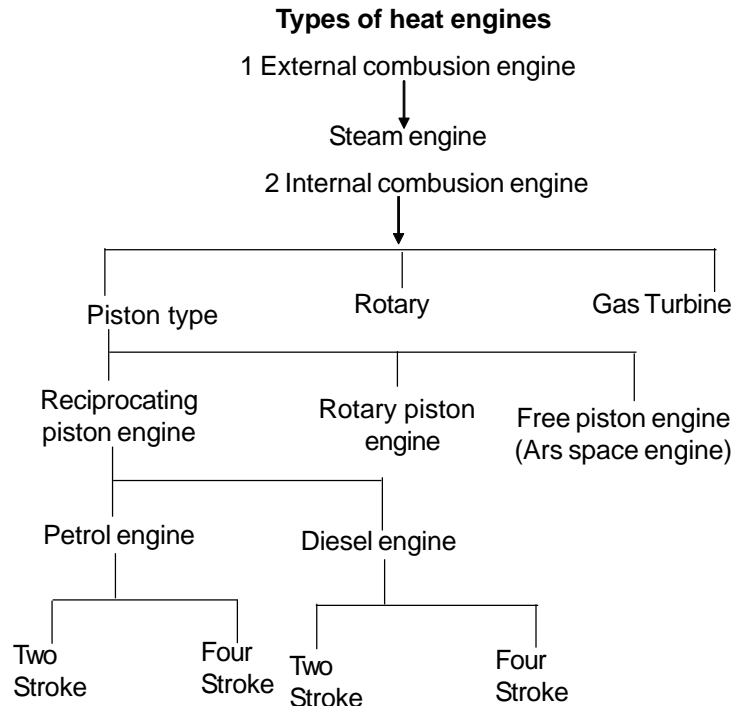 Types of heat engines
1 External combusion engine
Steam engine
2 Internal combusion engine
Piston type
Rotary
Gas Turbine
Reciprocating
piston engine
Rotary piston
engine
Free piston engine
(Ars space engine)
Petrol engine
Diesel engine
Two
Stroke
Four
Stroke
Two
Stroke
Four
Stroke